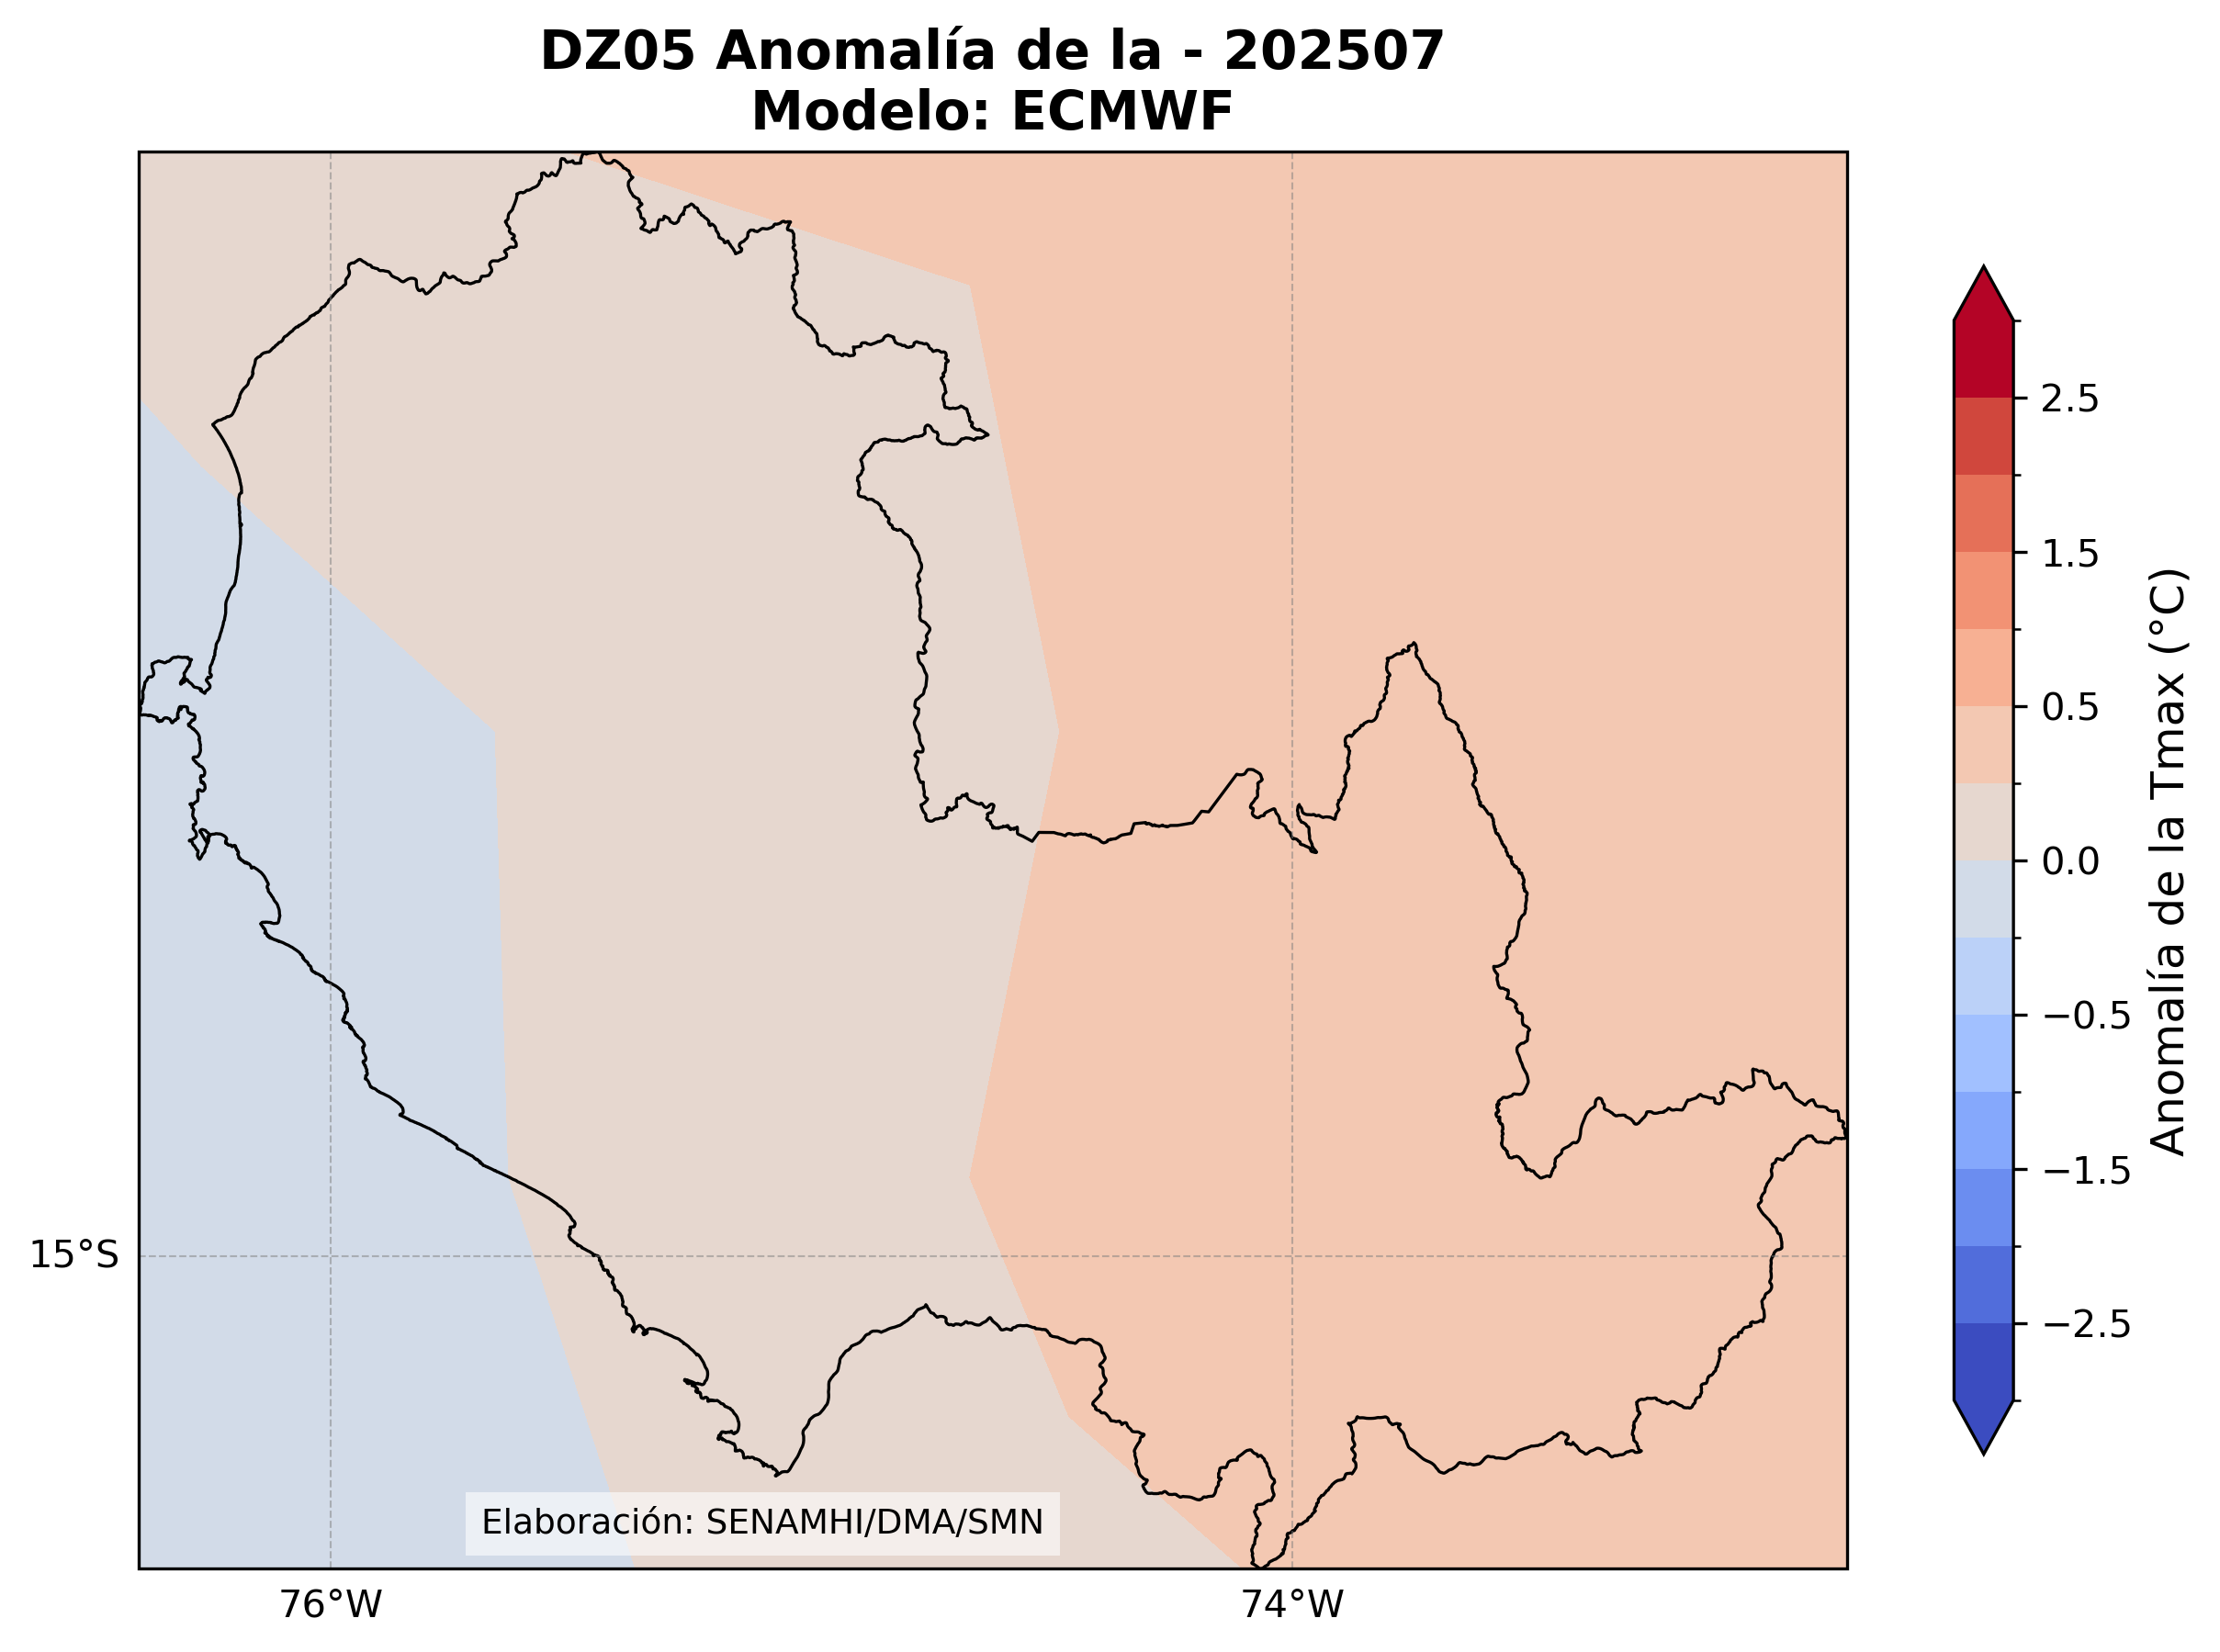 DZ05 Anomalía de la - 202507
Modelo: ECMWF
2.5
1.5
0.5
0.0
−0.5
−1.5
−2.5
Anomalía de la Tmax (°C)
15°S
Elaboración: SENAMHI/DMA/SMN
76°W
74°W